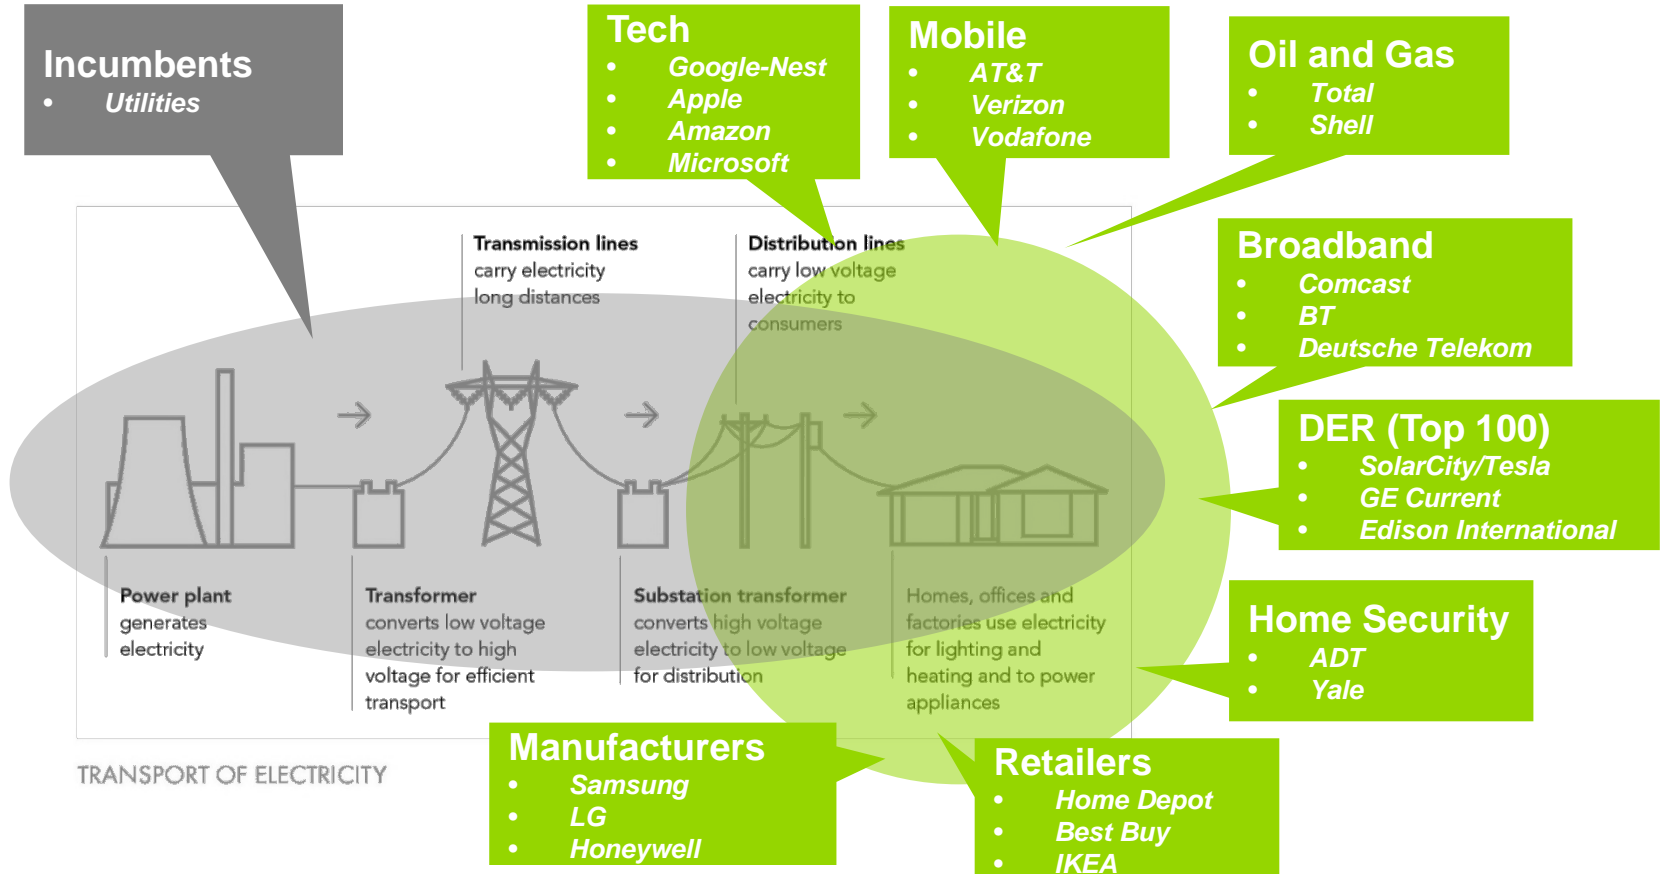 Incumbents
• Utilities
Tech
• Google-Nest
• Apple
• Amazon
• Microsoft
Mobile
• AT&T
• Verizon
• Vodafone
Oil and Gas
• Total
• Shell
Broadband
• Comcast
• BT
• Deutsche Telekom
DER (Top 100)
• SolarCity/Tesla
• GE Current
• Edison International
Home Security
• ADT
• Yale
Retailers
• Home Depot
• Best Buy
• IKEA
Manufacturers
• Samsung
• LG
• Honeywell
Transmission lines
carry electricity
long distances
Distribution lines
carry low voltage
electricity to
consumers
Power plant
generates
electricity
Transformer
converts low voltage
electricity to high
voltage for efficient
transport
Substation transformer
converts high voltage
electricity to low voltage
for distribution
Homes, offices and
factories use electricity
for lighting and
heating and to power
appliances
TRANSPORT OF ELECTRICITY